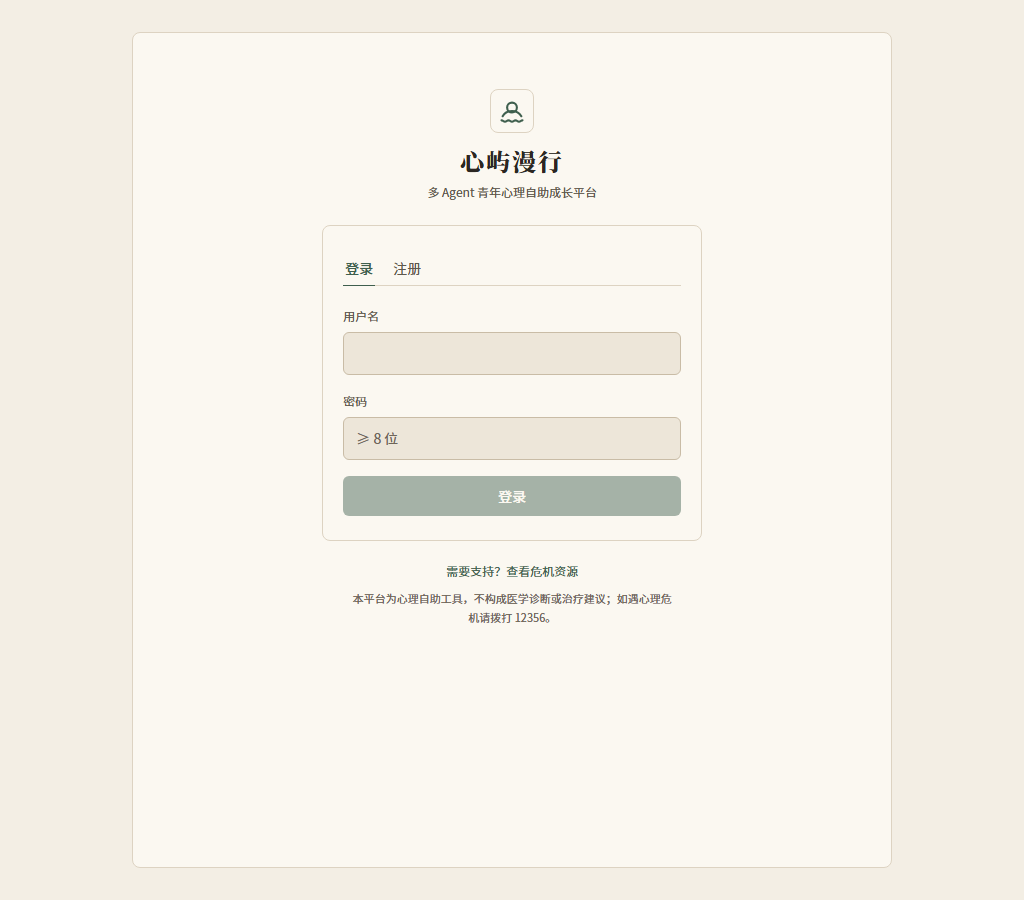 心屿漫行
多 Agent 青年心理自助成长平台
登录 注册
用户名
密码
≥ 8 位
登录
需要支持？查看危机资源
本平台为心理自助工具，不构成医学诊断或治疗建议；如遇心理危
机请拨打 12356。